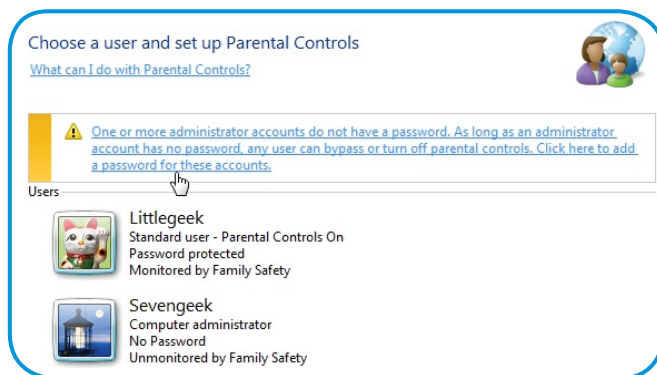 Choose a user and set up Parental Controls
What can I do with Parental Controls?
One or more administrator accounts do not have a password. As long as an administrator
account has no password, any user can bypass or turn off parental controls. Click here to add
a password for these accounts.
Users
Littlegeek
Standard user - Parental Controls On
Password protected
Monitored by Family Safety
Sevengeek
Computer administrator
No Password
Unmonitored by Family Safety